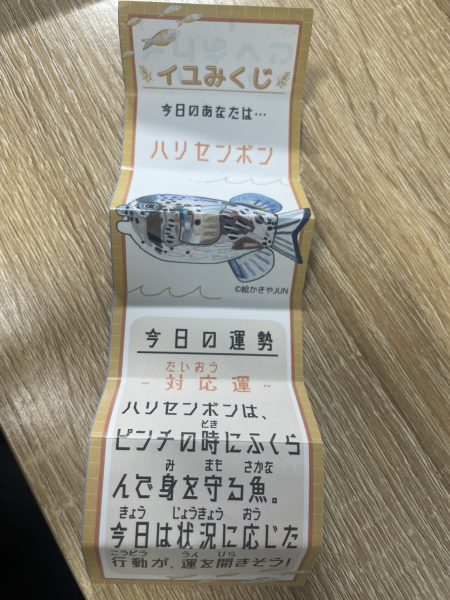 イユみくじ
今日のあなたは…
ハリセンボン
©絵かきやJUN
今日の運勢
たいおう
~対応運~
ハリセンボンは、
とき
ピンチの時にふくら
み まも さかな
んで身を守る魚。
きょう じょうきょう おう
今日は状況に応じた
こうどう うん ひら
行動が、運を開きそう!